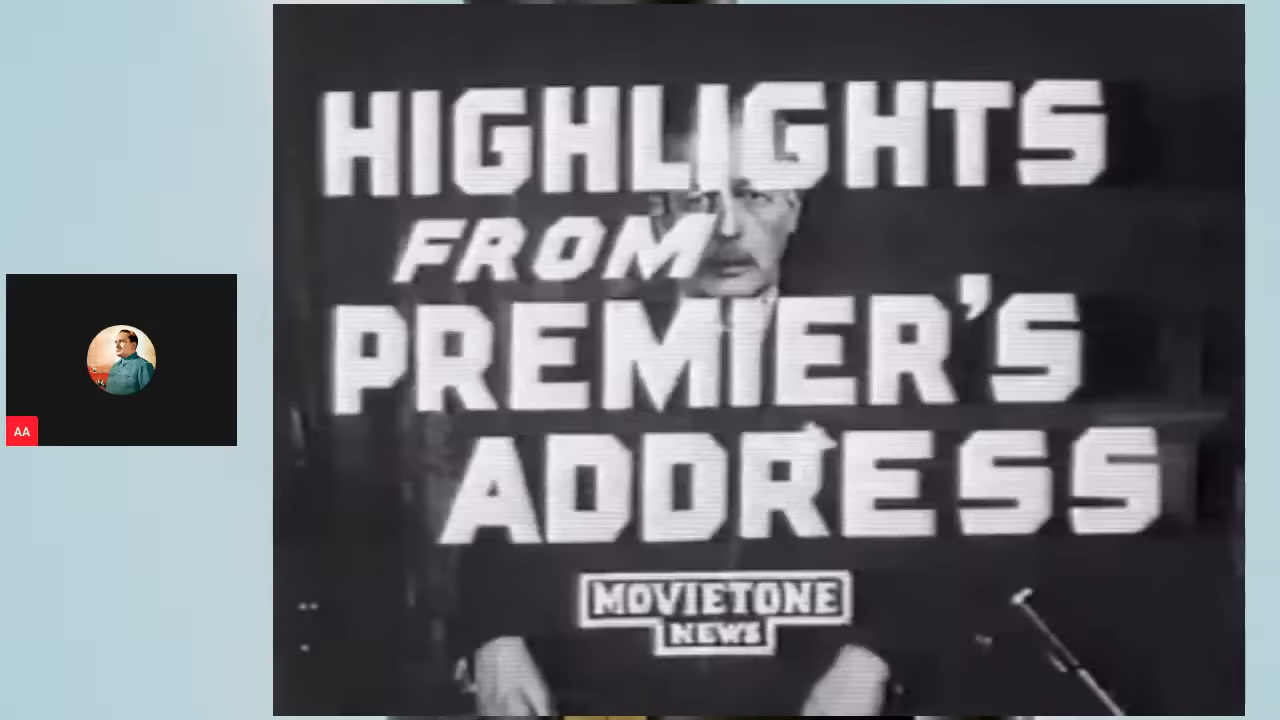 HIGHLIGHTS
FROM
PREMIER'S
ADDRESS
MOVIETONE
NEWS
AA